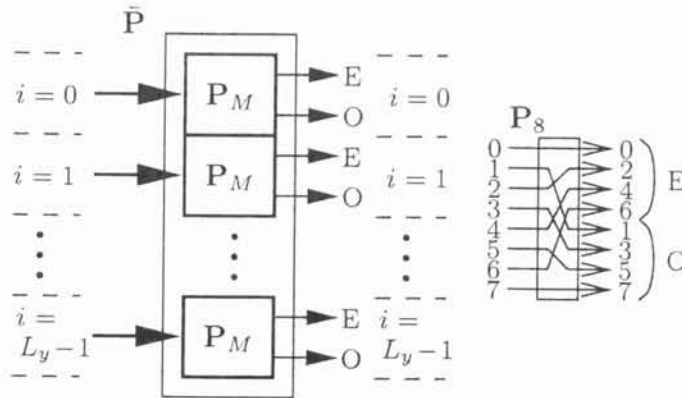 P̄
i = 0
P_M
E
O
i = 0
i = 1
P_M
E
O
i = 1
i =
L_y − 1
P_M
E
O
i =
L_y − 1
P_8
0 0
1 2
2 4
3 6
4 1
5 3
6 5
7 7
E
O